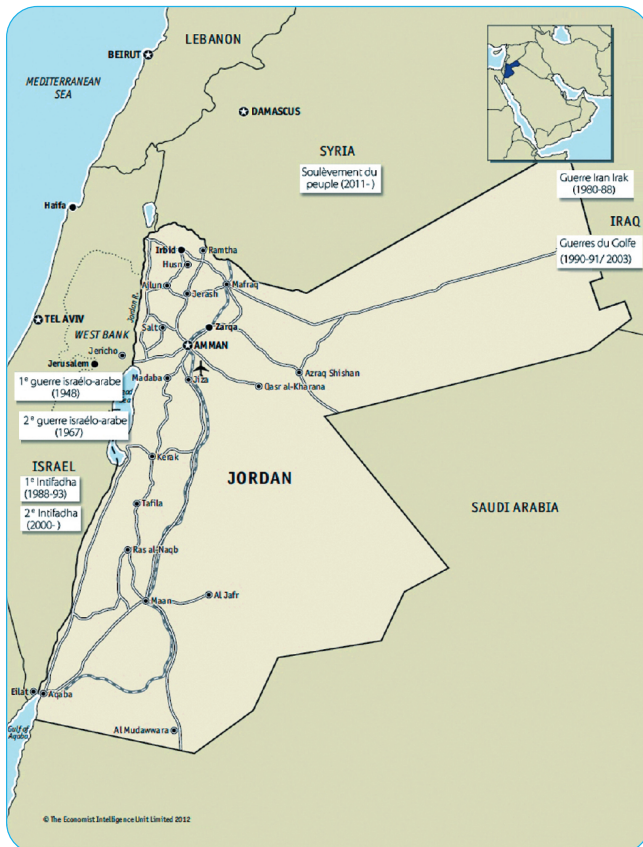 LEBANON
BEIRUT
MEDITERRANEAN
SEA
DAMASCUS
SYRIA
Soulèvement du
peuple (2011- )
Guerre Iran Irak
(1980-88)
IRAQ
Guerres du Golfe
(1990-91/ 2003)
Haifa
Irbid
Ramtha
Husn
Ajlun
Jerash
Mafraq
Jordan R.
TEL AVIV
WEST BANK
Salt
Zarqa
Jericho
AMMAN
Jerusalem
Madaba
Jiza
Azraq Shishan
Qasr al-Kharana
1e guerre israélo-arabe
(1948)
Sea
2e guerre israélo-arabe
(1967)
ISRAEL
Kerak
JORDAN
1e Intifadha
(1988-93)
2e Intifadha
(2000- )
Tafila
SAUDI ARABIA
Ras al-Naqb
Al Jafr
Maan
Eilat
Aqaba
Gulf of
Aqaba
Al Mudawwara
© The Economist Intelligence Unit Limited 2012